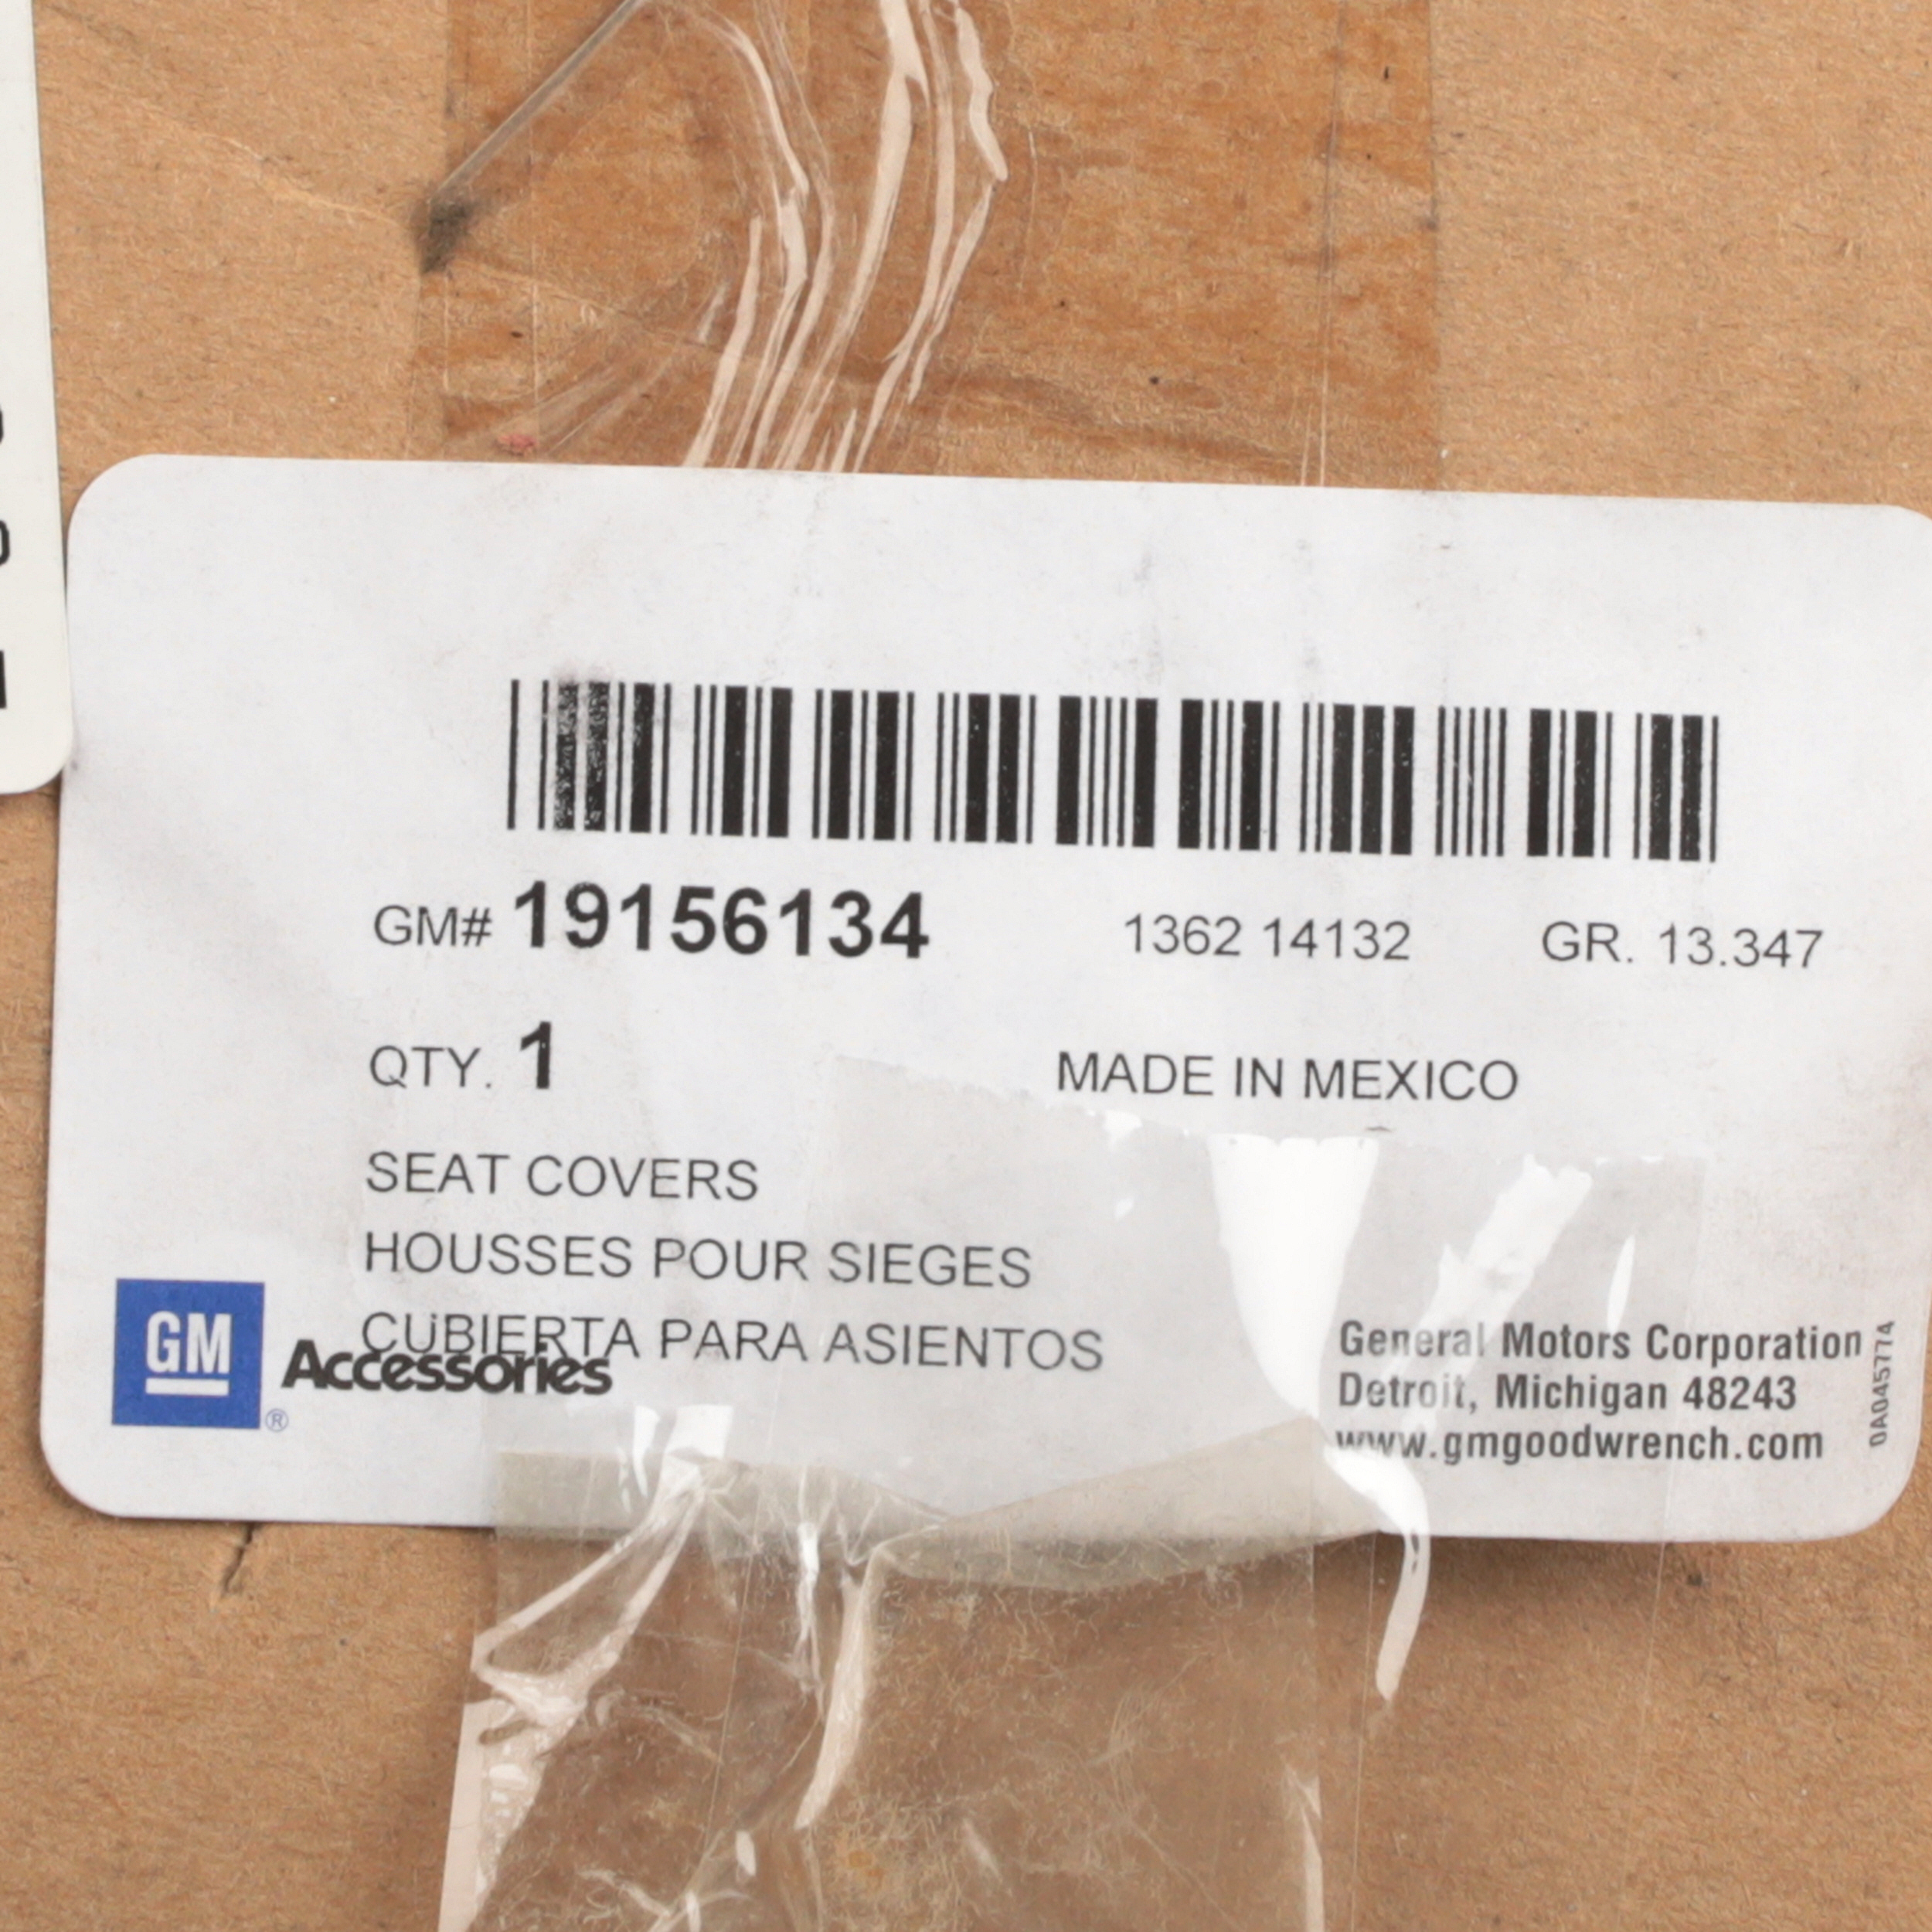 GM# 19156134 1362 14132 GR. 13.347
QTY. 1 MADE IN MEXICO
SEAT COVERS
HOUSSES POUR SIEGES
CUBIERTA PARA ASIENTOS
GM Accessories
®
General Motors Corporation
Detroit, Michigan 48243
www.gmgoodwrench.com
0A045774